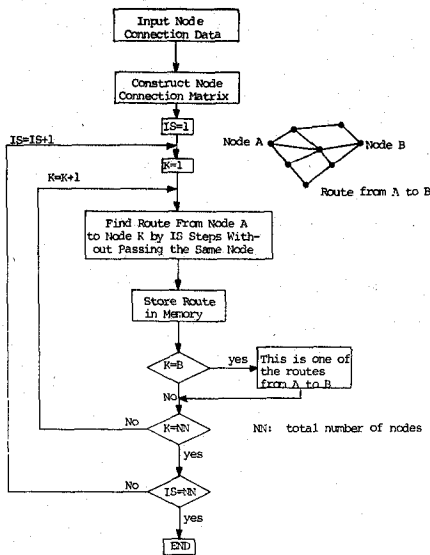 Input Node
Connection Data
Construct Node
Connection Matrix
IS=1
IS=IS+1
K=1
K=K+1
Node A
Node B
Route from A to B
Find Route From Node A
to Node K by IS Steps With-
out Passing the Same Node
Store Route
in Memory
K=B
yes
This is one of
the routes
from A to B
No
K=NN
No
NN: total number of nodes
yes
IS=NN
No
yes
END